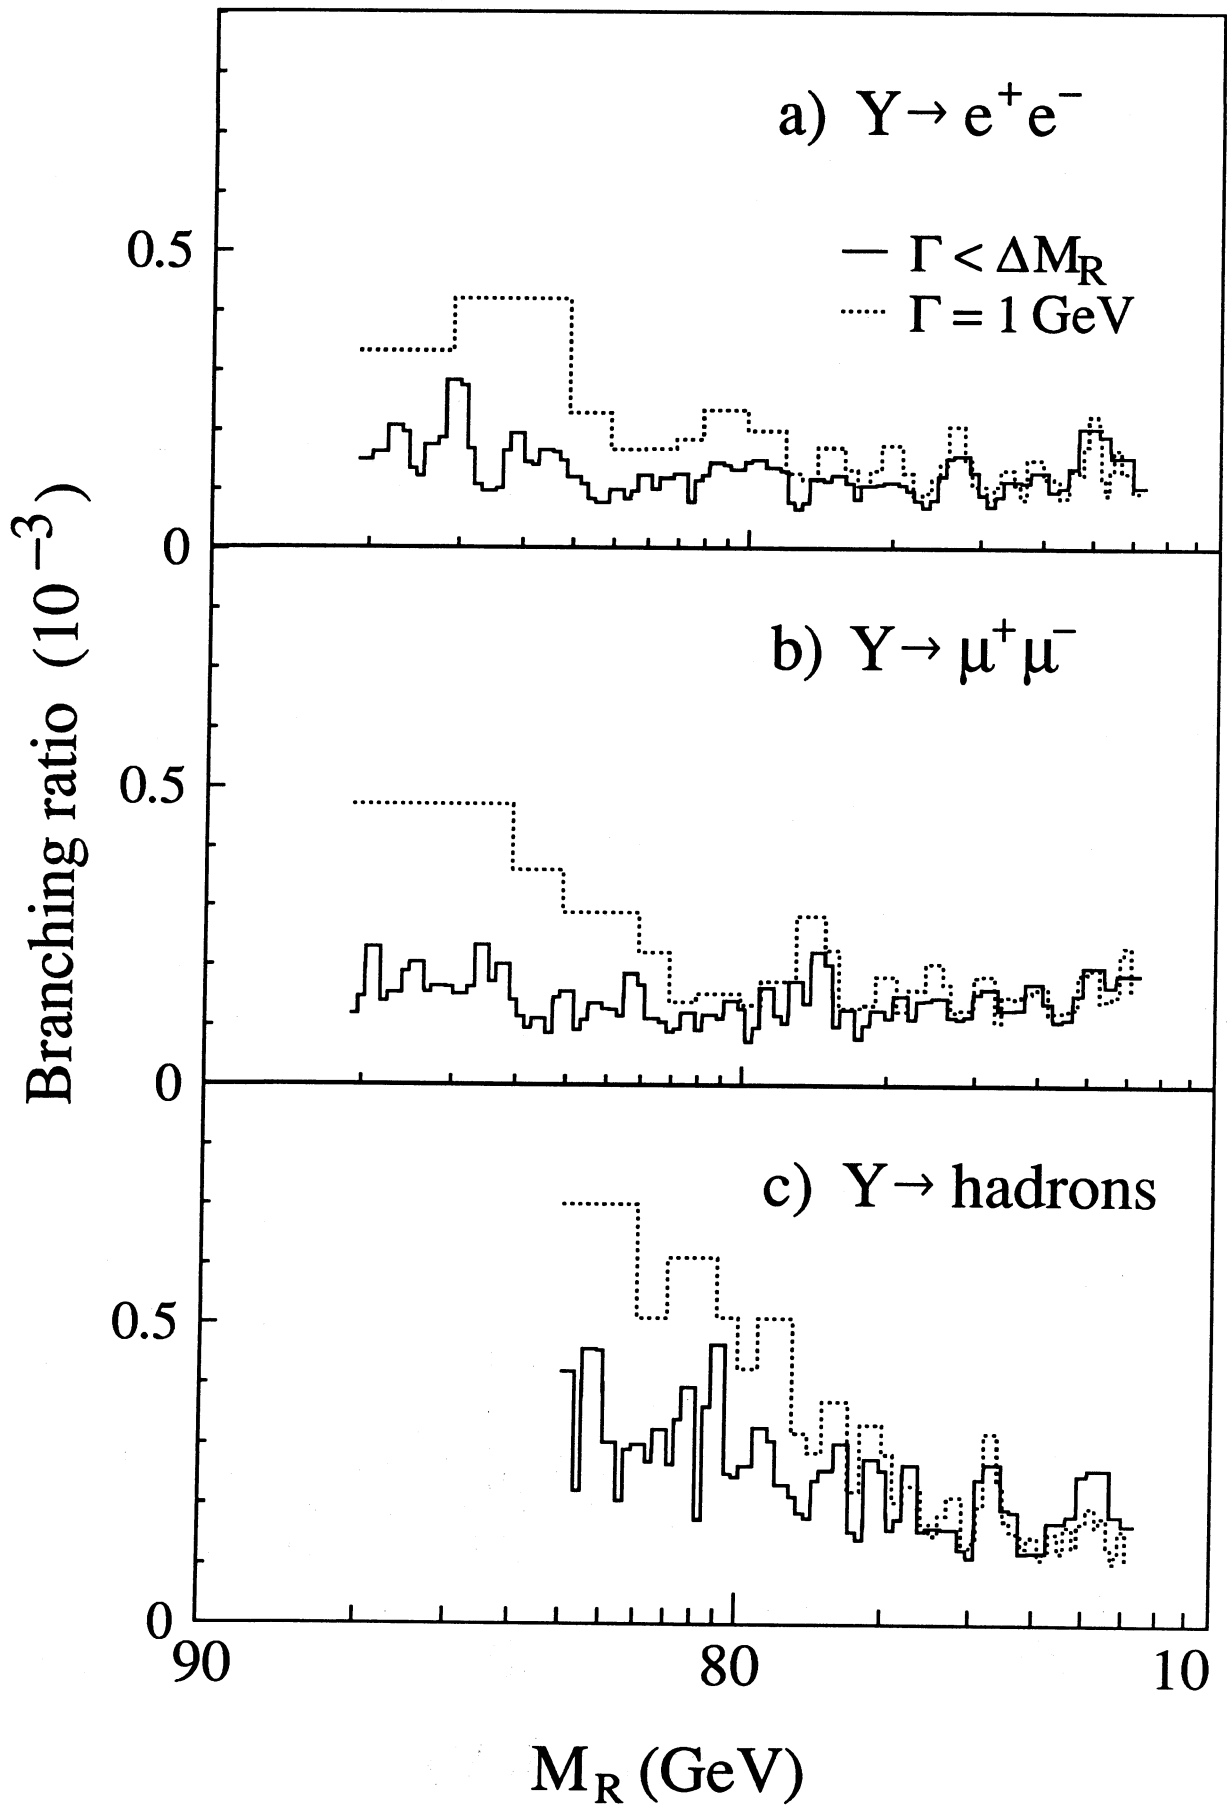 a) Y→ e⁺e⁻
0.5
— Γ < ΔM_R
····· Γ = 1 GeV
0
Branching ratio (10⁻³)
b) Y→ μ⁺μ⁻
0.5
0
c) Y→ hadrons
0.5
0
90 80 10
M_R (GeV)